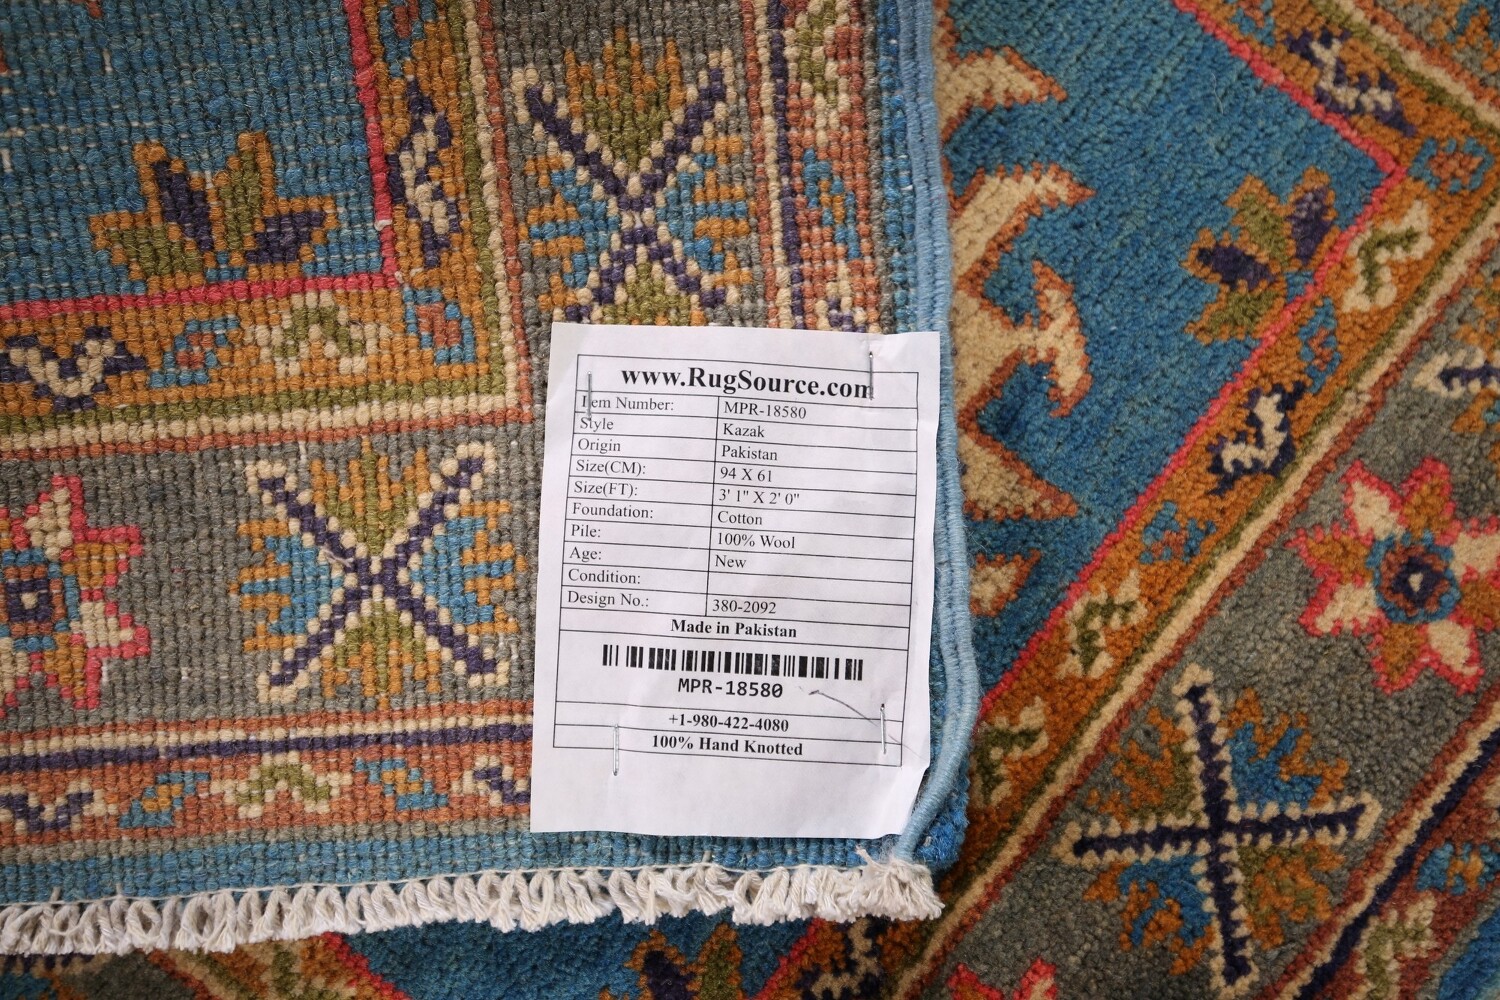 www.RugSource.com
Item Number: MPR-18580
Style Kazak
Origin Pakistan
Size(CM): 94 X 61
Size(FT): 3' 1" X 2' 0"
Foundation: Cotton
Pile: 100% Wool
Age: New
Condition:
Design No.: 380-2092
Made in Pakistan
MPR-18580
+1-980-422-4080
100% Hand Knotted